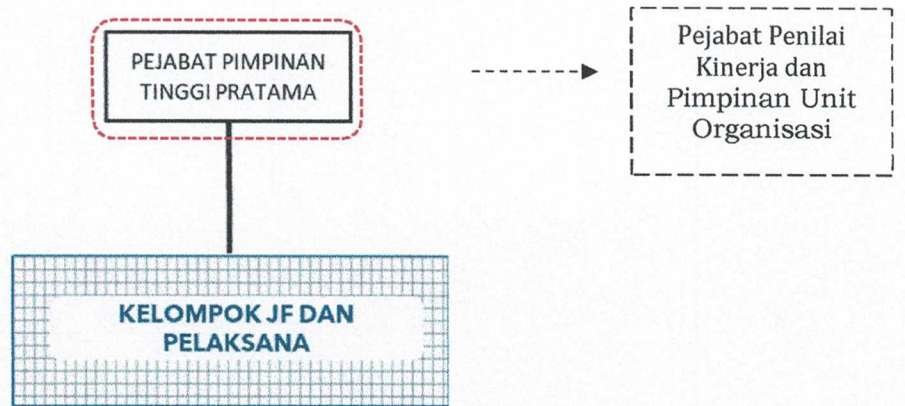 PEJABAT PIMPINAN
TINGGI PRATAMA
Pejabat Penilai
Kinerja dan
Pimpinan Unit
Organisasi
KELOMPOK JF DAN
PELAKSANA